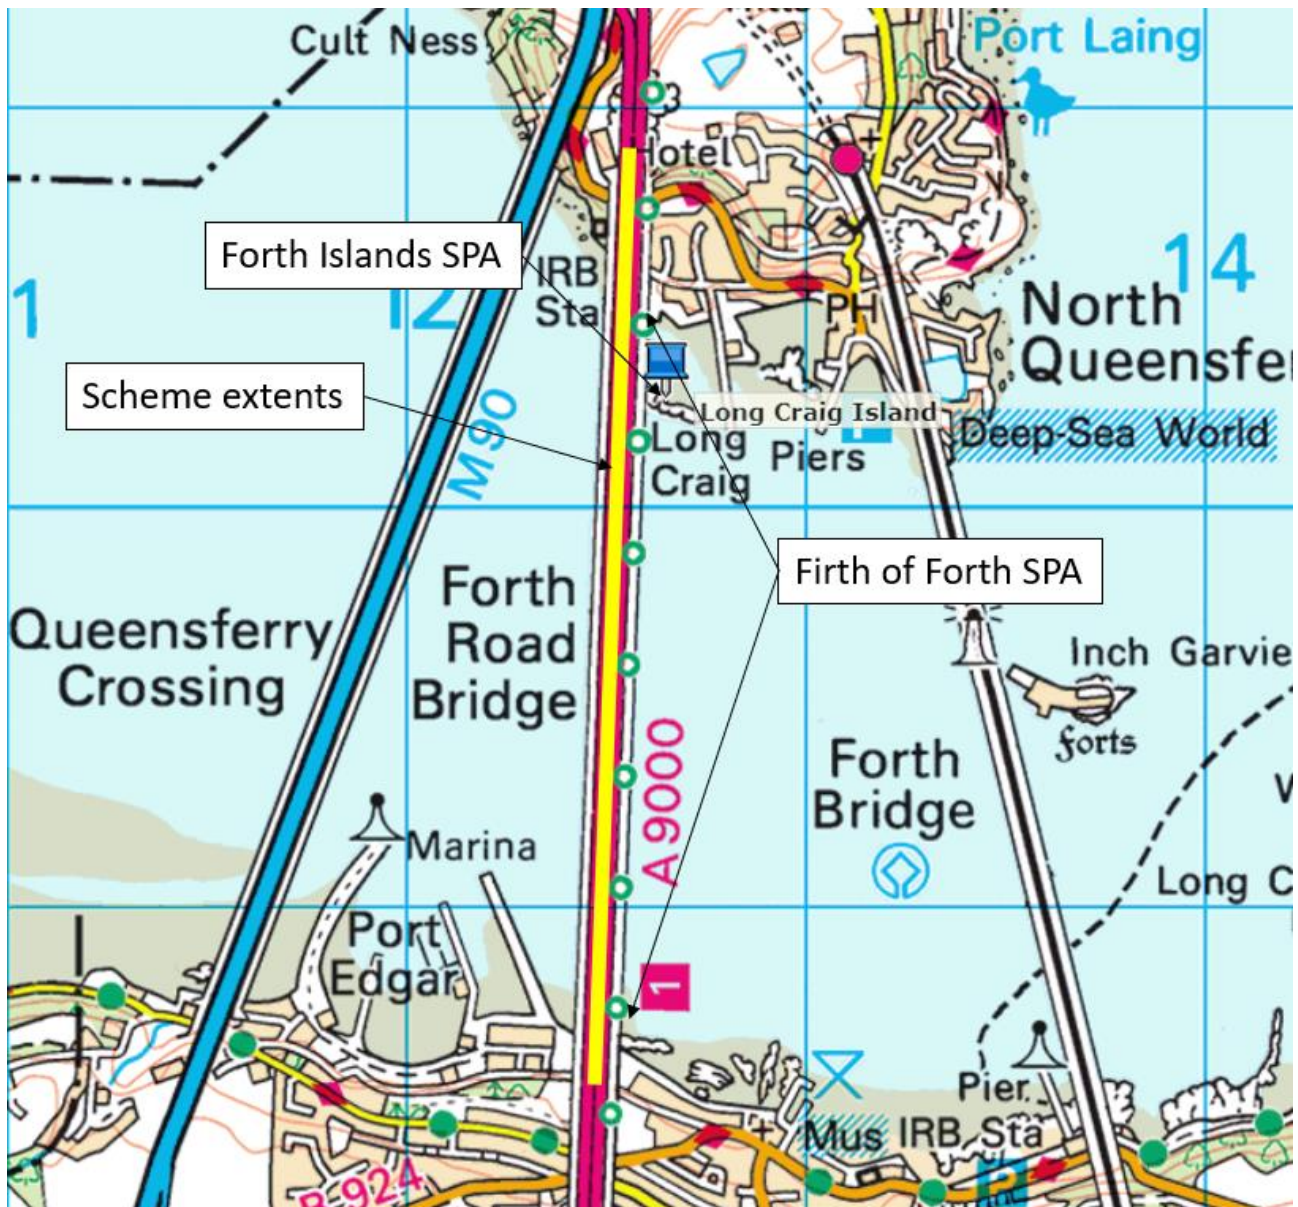 Cult Ness
Port Laing
Hotel
Forth Islands SPA
14
1
12
IRB
Sta
PH
North
Queensfe
Scheme extents
M90
Long Craig Island
Long
Craig
Piers
Deep-Sea World
Firth of Forth SPA
Forth
Road
Bridge
Queensferry
Crossing
Inch Garvie
forts
A9000
Forth
Bridge
Marina
Long C
Port
Edgar
1
Pier
Mus
IRB Sta
B 924